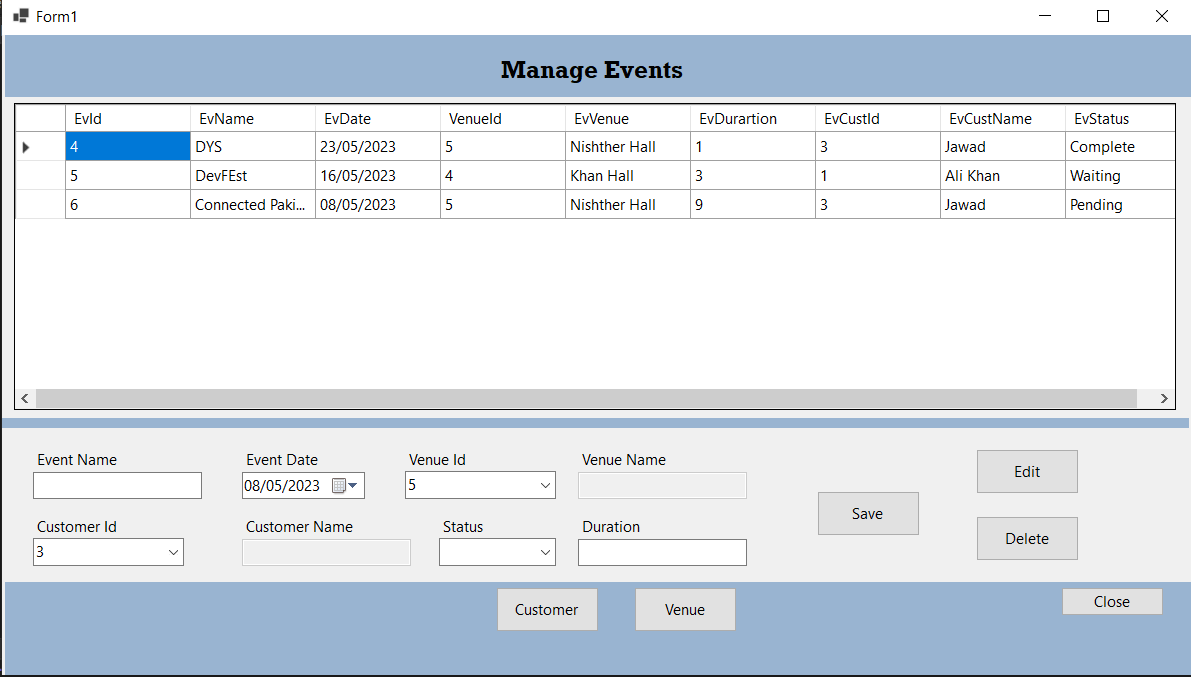 Form1
Manage Events
EvId EvName EvDate VenueId EvVenue EvDurartion EvCustId EvCustName EvStatus
4 DYS 23/05/2023 5 Nishther Hall 1 3 Jawad Complete
5 DevFEst 16/05/2023 4 Khan Hall 3 1 Ali Khan Waiting
6 Connected Paki... 08/05/2023 5 Nishther Hall 9 3 Jawad Pending
Event Name Event Date Venue Id Venue Name
08/05/2023 5
Edit
Save
Customer Id Customer Name Status Duration
3
Delete
Customer Venue Close